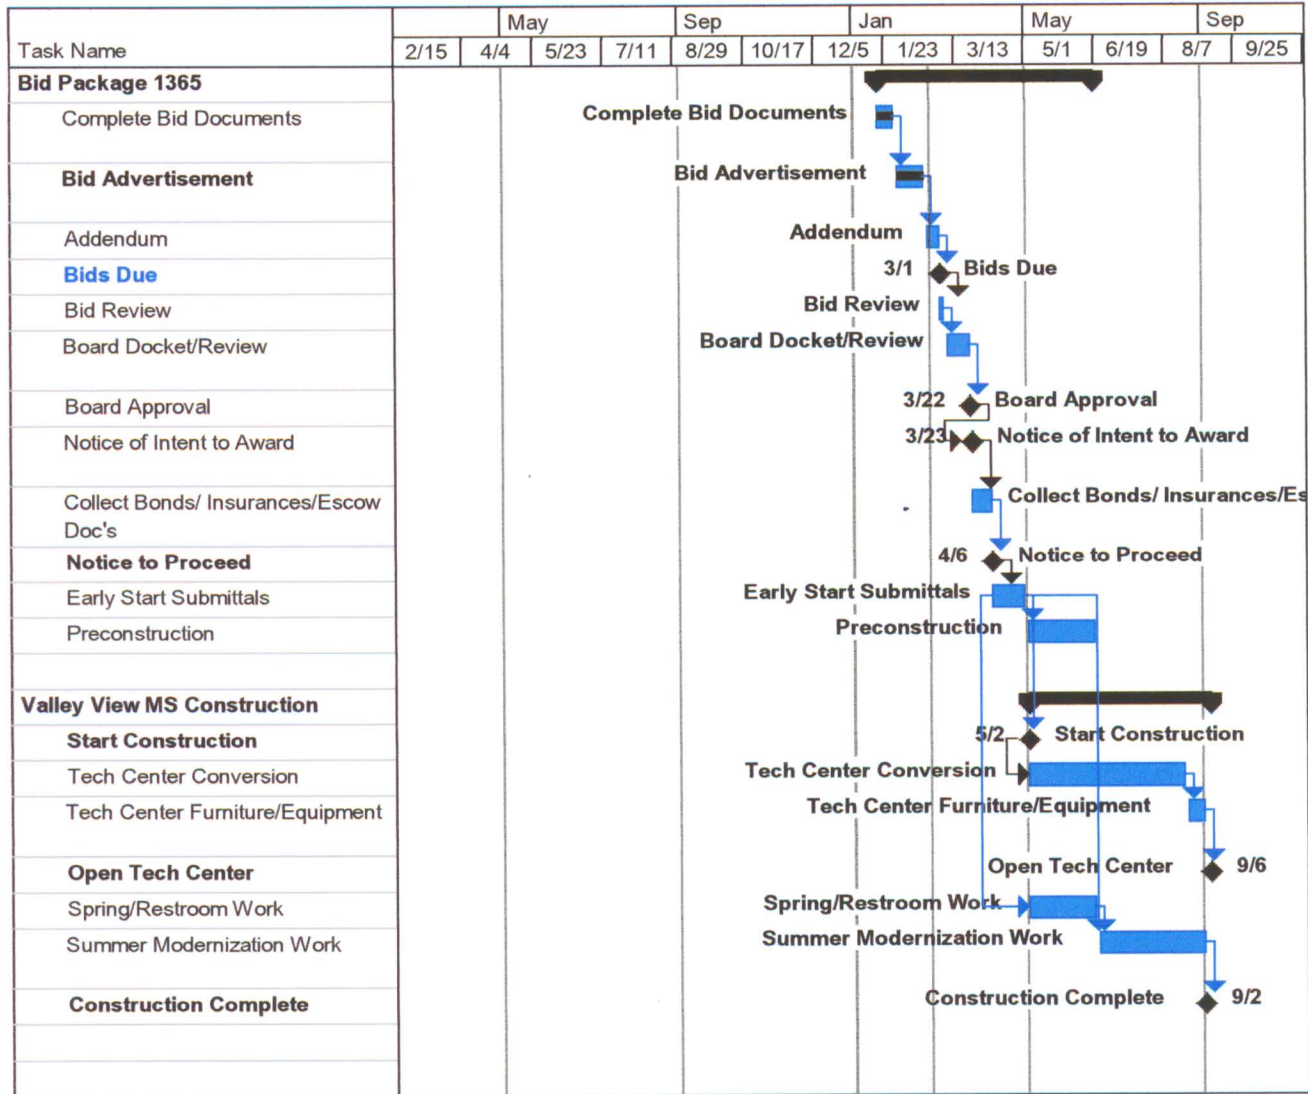 May Sep Jan May Sep
Task Name 2/15 4/4 5/23 7/11 8/29 10/17 12/5 1/23 3/13 5/1 6/19 8/7 9/25
Bid Package 1365
Complete Bid Documents Complete Bid Documents
Bid Advertisement Bid Advertisement
Addendum Addendum
Bids Due 3/1 Bids Due
Bid Review Bid Review
Board Docket/Review Board Docket/Review
Board Approval 3/22 Board Approval
Notice of Intent to Award 3/23 Notice of Intent to Award
Collect Bonds/ Insurances/Escow Collect Bonds/ Insurances/Es
Doc's
Notice to Proceed 4/6 Notice to Proceed
Early Start Submittals Early Start Submittals
Preconstruction Preconstruction
Valley View MS Construction
Start Construction 5/2 Start Construction
Tech Center Conversion Tech Center Conversion
Tech Center Furniture/Equipment Tech Center Furniture/Equipment
Open Tech Center Open Tech Center 9/6
Spring/Restroom Work Spring/Restroom Work
Summer Modernization Work Summer Modernization Work
Construction Complete Construction Complete 9/2